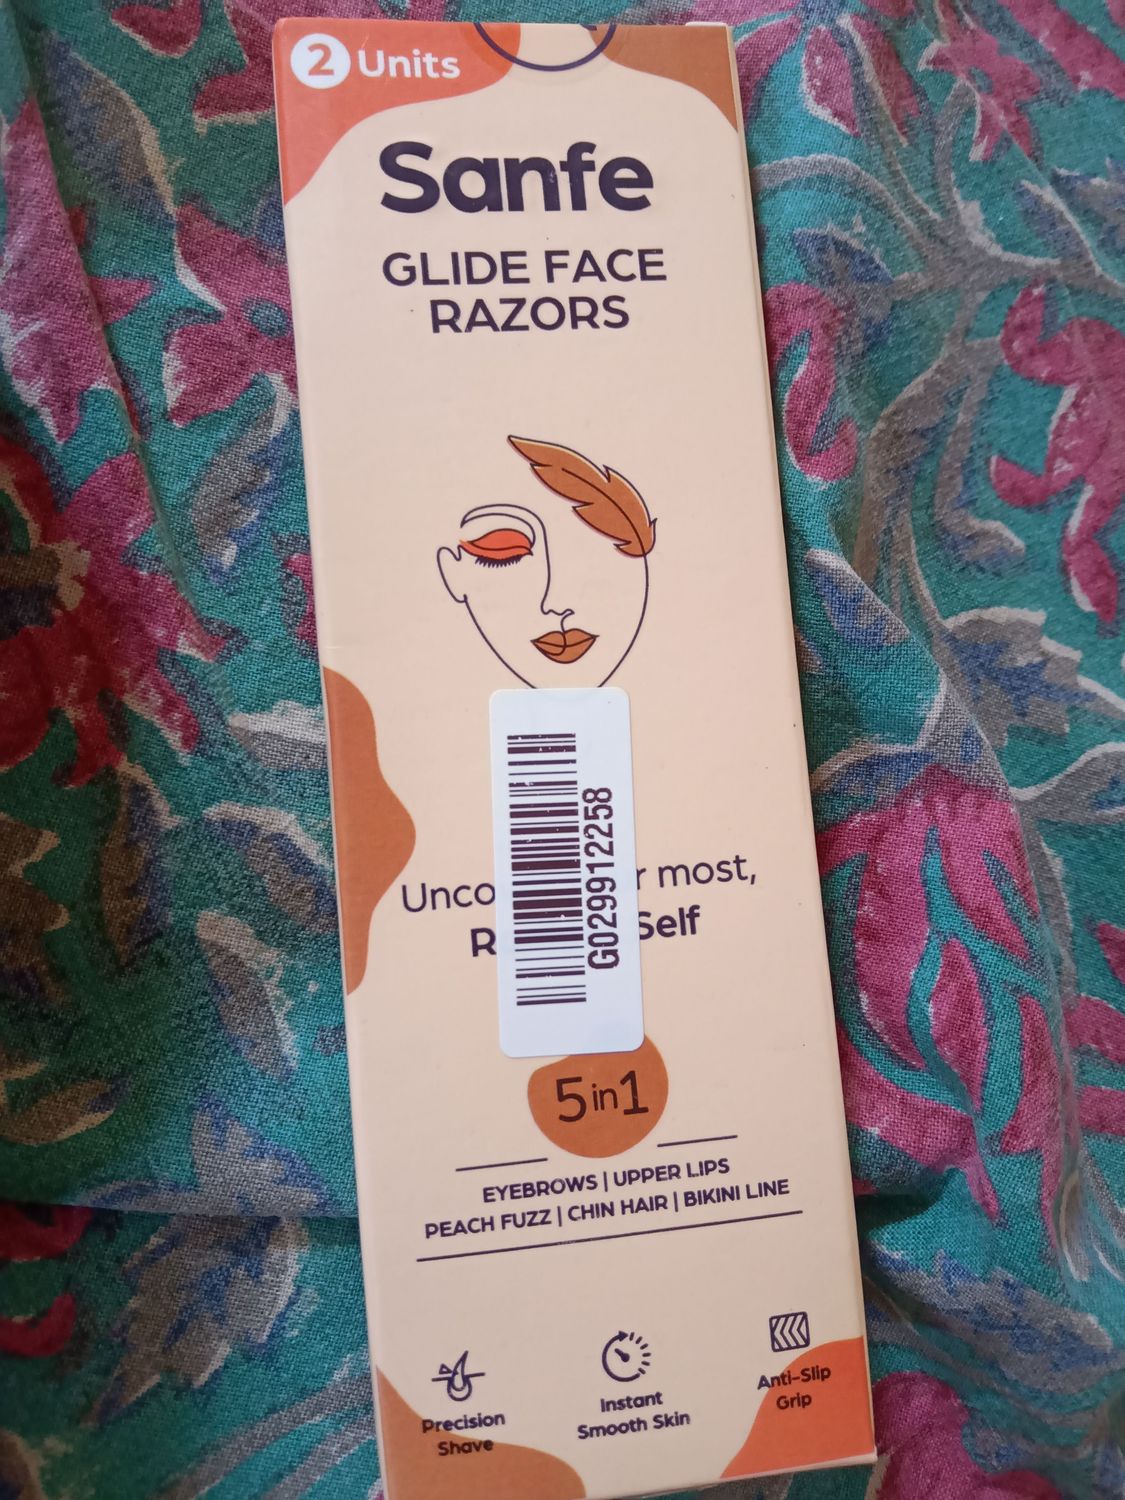 2 Units
Sanfe
GLIDE FACE
RAZORS
G029912258
most,
Self
5in1
EYEBROWS | UPPER LIPS
PEACH FUZZ | CHIN HAIR | BIKINI LINE
Precision
Shave
Instant
Smooth Skin
Anti-Slip
Grip